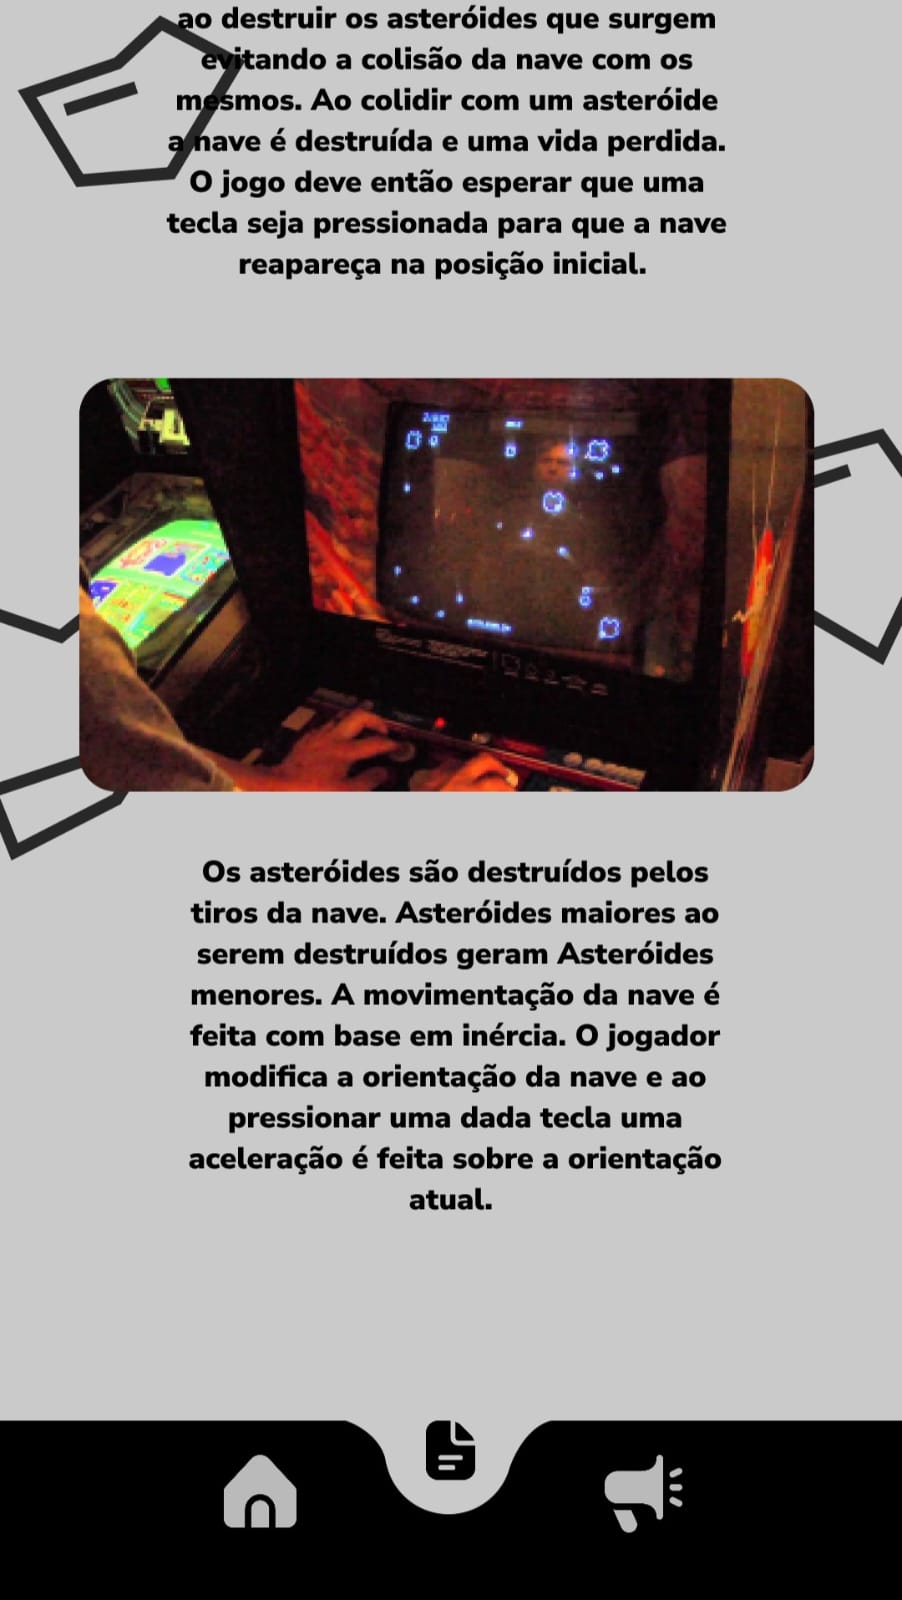 ao destruir os asteróides que surgem
evitando a colisão da nave com os
mesmos. Ao colidir com um asteróide
a nave é destruída e uma vida perdida.
O jogo deve então esperar que uma
tecla seja pressionada para que a nave
reapareça na posição inicial.
Os asteróides são destruídos pelos
tiros da nave. Asteróides maiores ao
serem destruídos geram Asteróides
menores. A movimentação da nave é
feita com base em inércia. O jogador
modifica a orientação da nave e ao
pressionar uma dada tecla uma
aceleração é feita sobre a orientação
atual.